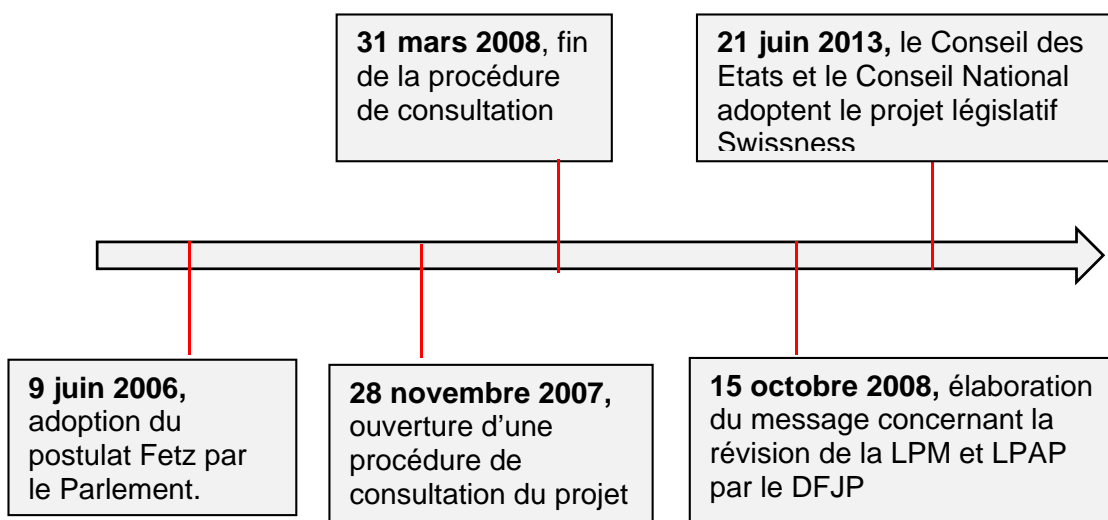 31 mars 2008, fin
de la procédure
de consultation
21 juin 2013, le Conseil des
Etats et le Conseil National
adoptent le projet législatif
Swissness
9 juin 2006,
adoption du
postulat Fetz par
le Parlement.
28 novembre 2007,
ouverture d’une
procédure de
consultation du projet
15 octobre 2008, élaboration
du message concernant la
révision de la LPM et LPAP
par le DFJP